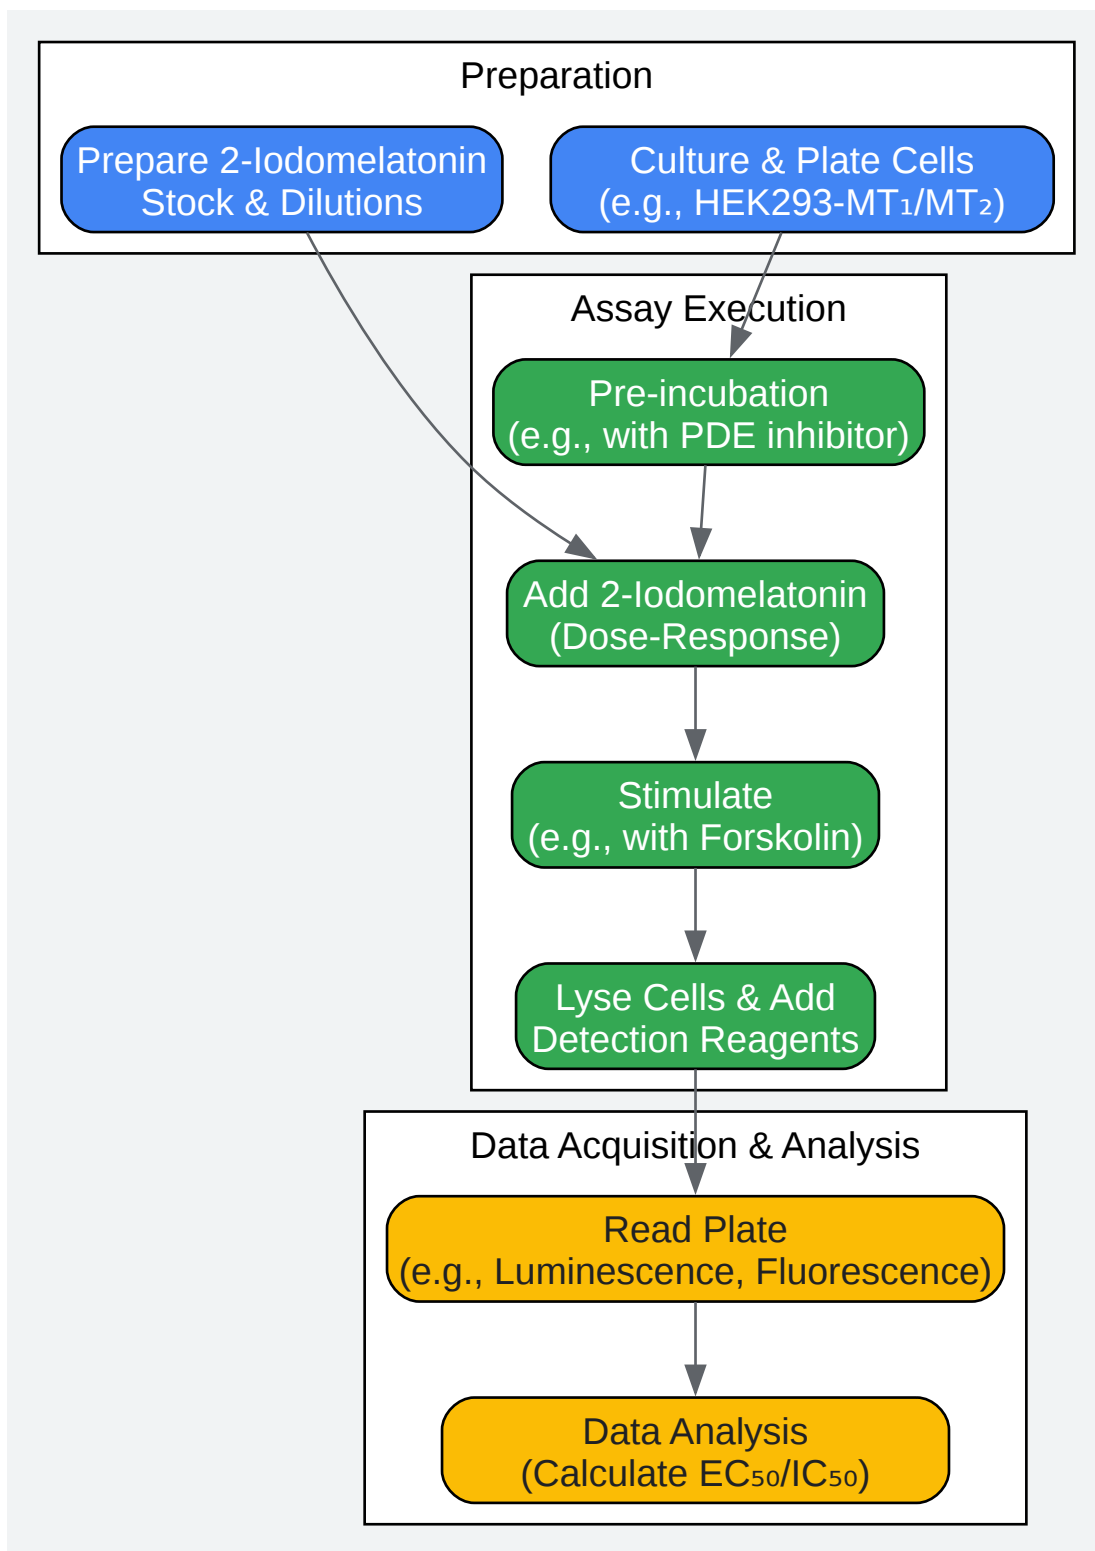 Preparation
Prepare 2-Iodomelatonin
Stock & Dilutions
Culture & Plate Cells
(e.g., HEK293-MT₁/MT₂)
Assay Execution
Pre-incubation
(e.g., with PDE inhibitor)
Add 2-Iodomelatonin
(Dose-Response)
Stimulate
(e.g., with Forskolin)
Lyse Cells & Add
Detection Reagents
Data Acquisition & Analysis
Read Plate
(e.g., Luminescence, Fluorescence)
Data Analysis
(Calculate EC₅₀/IC₅₀)